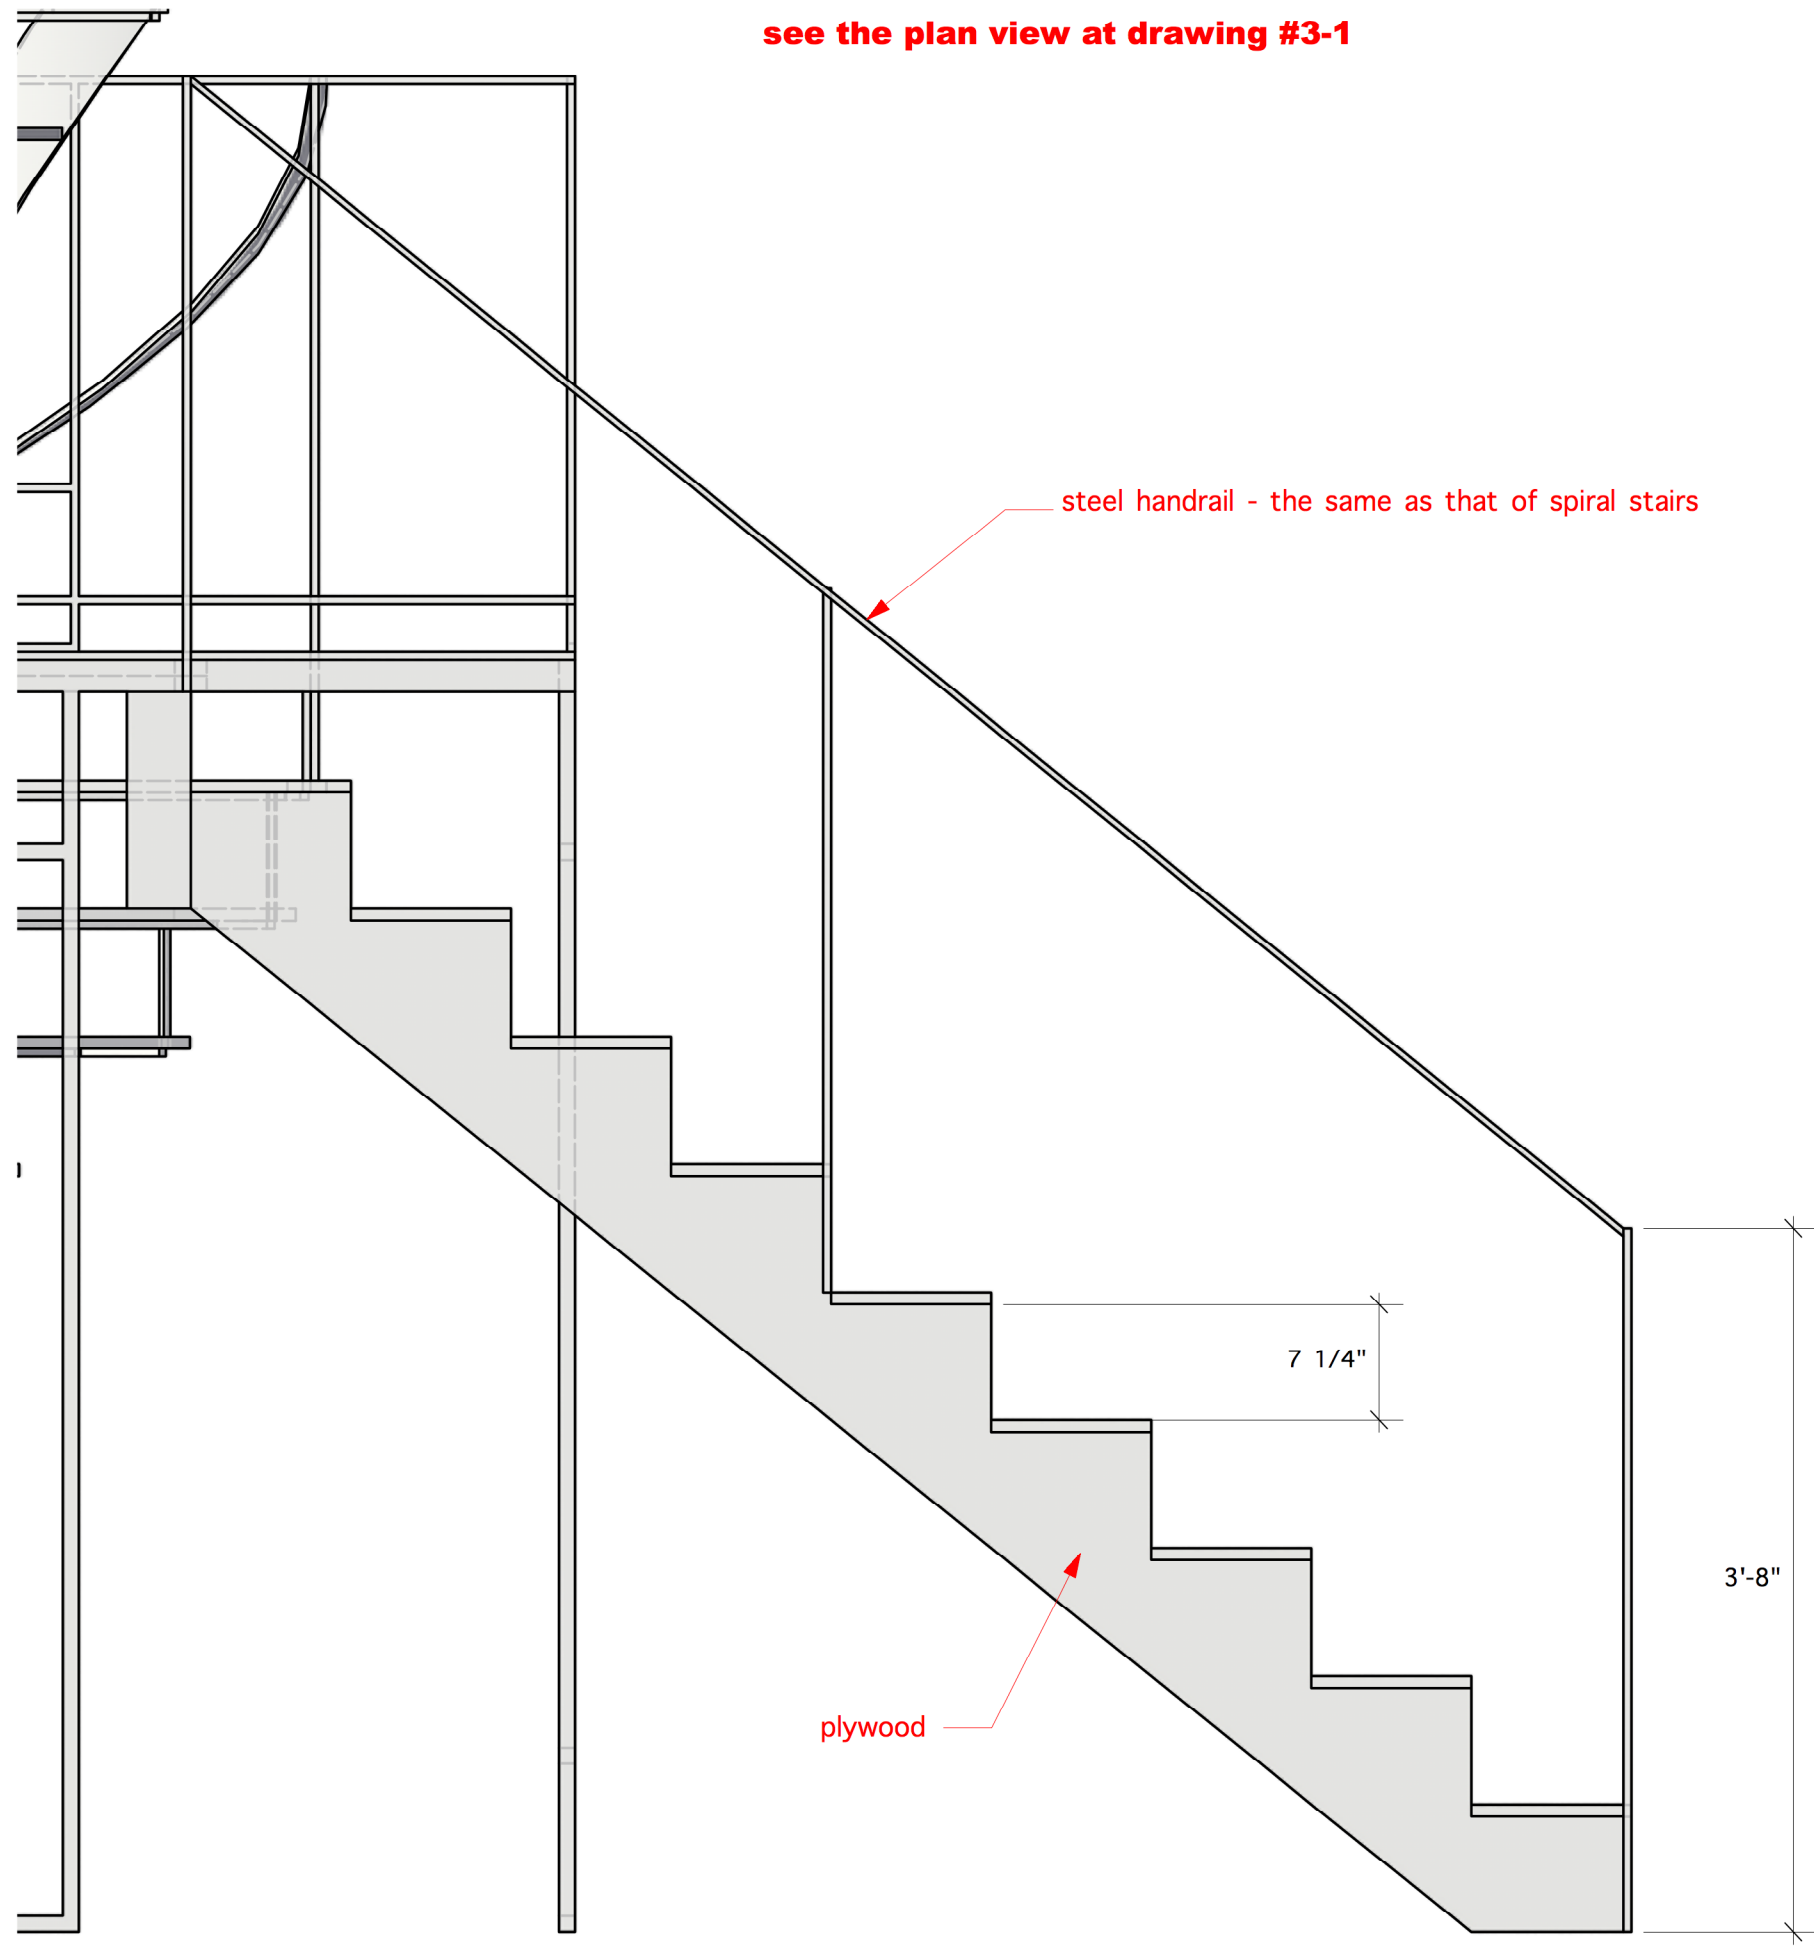 see the plan view at drawing #3-1
steel handrail - the same as that of spiral stairs
7 1/4"
3'-8"
plywood